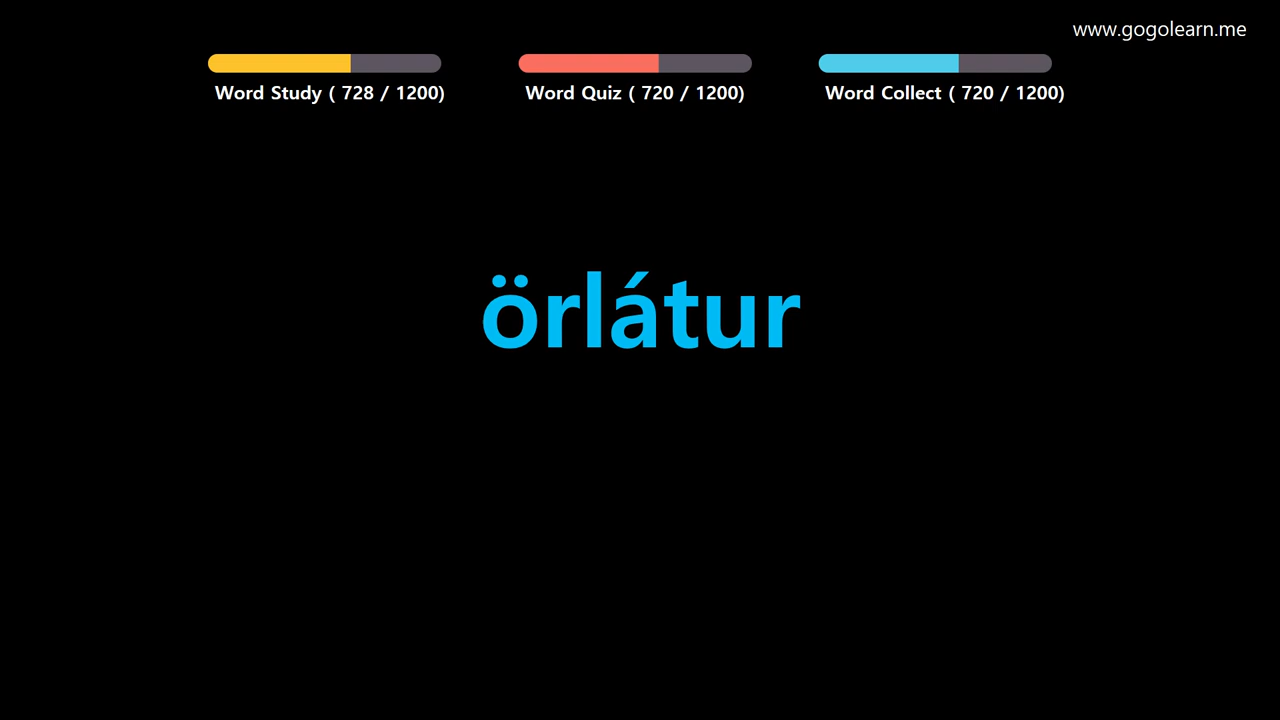 www.gogolearn.me
Word Study ( 728 / 1200)
Word Quiz ( 720 / 1200)
Word Collect ( 720 / 1200)
örlátur